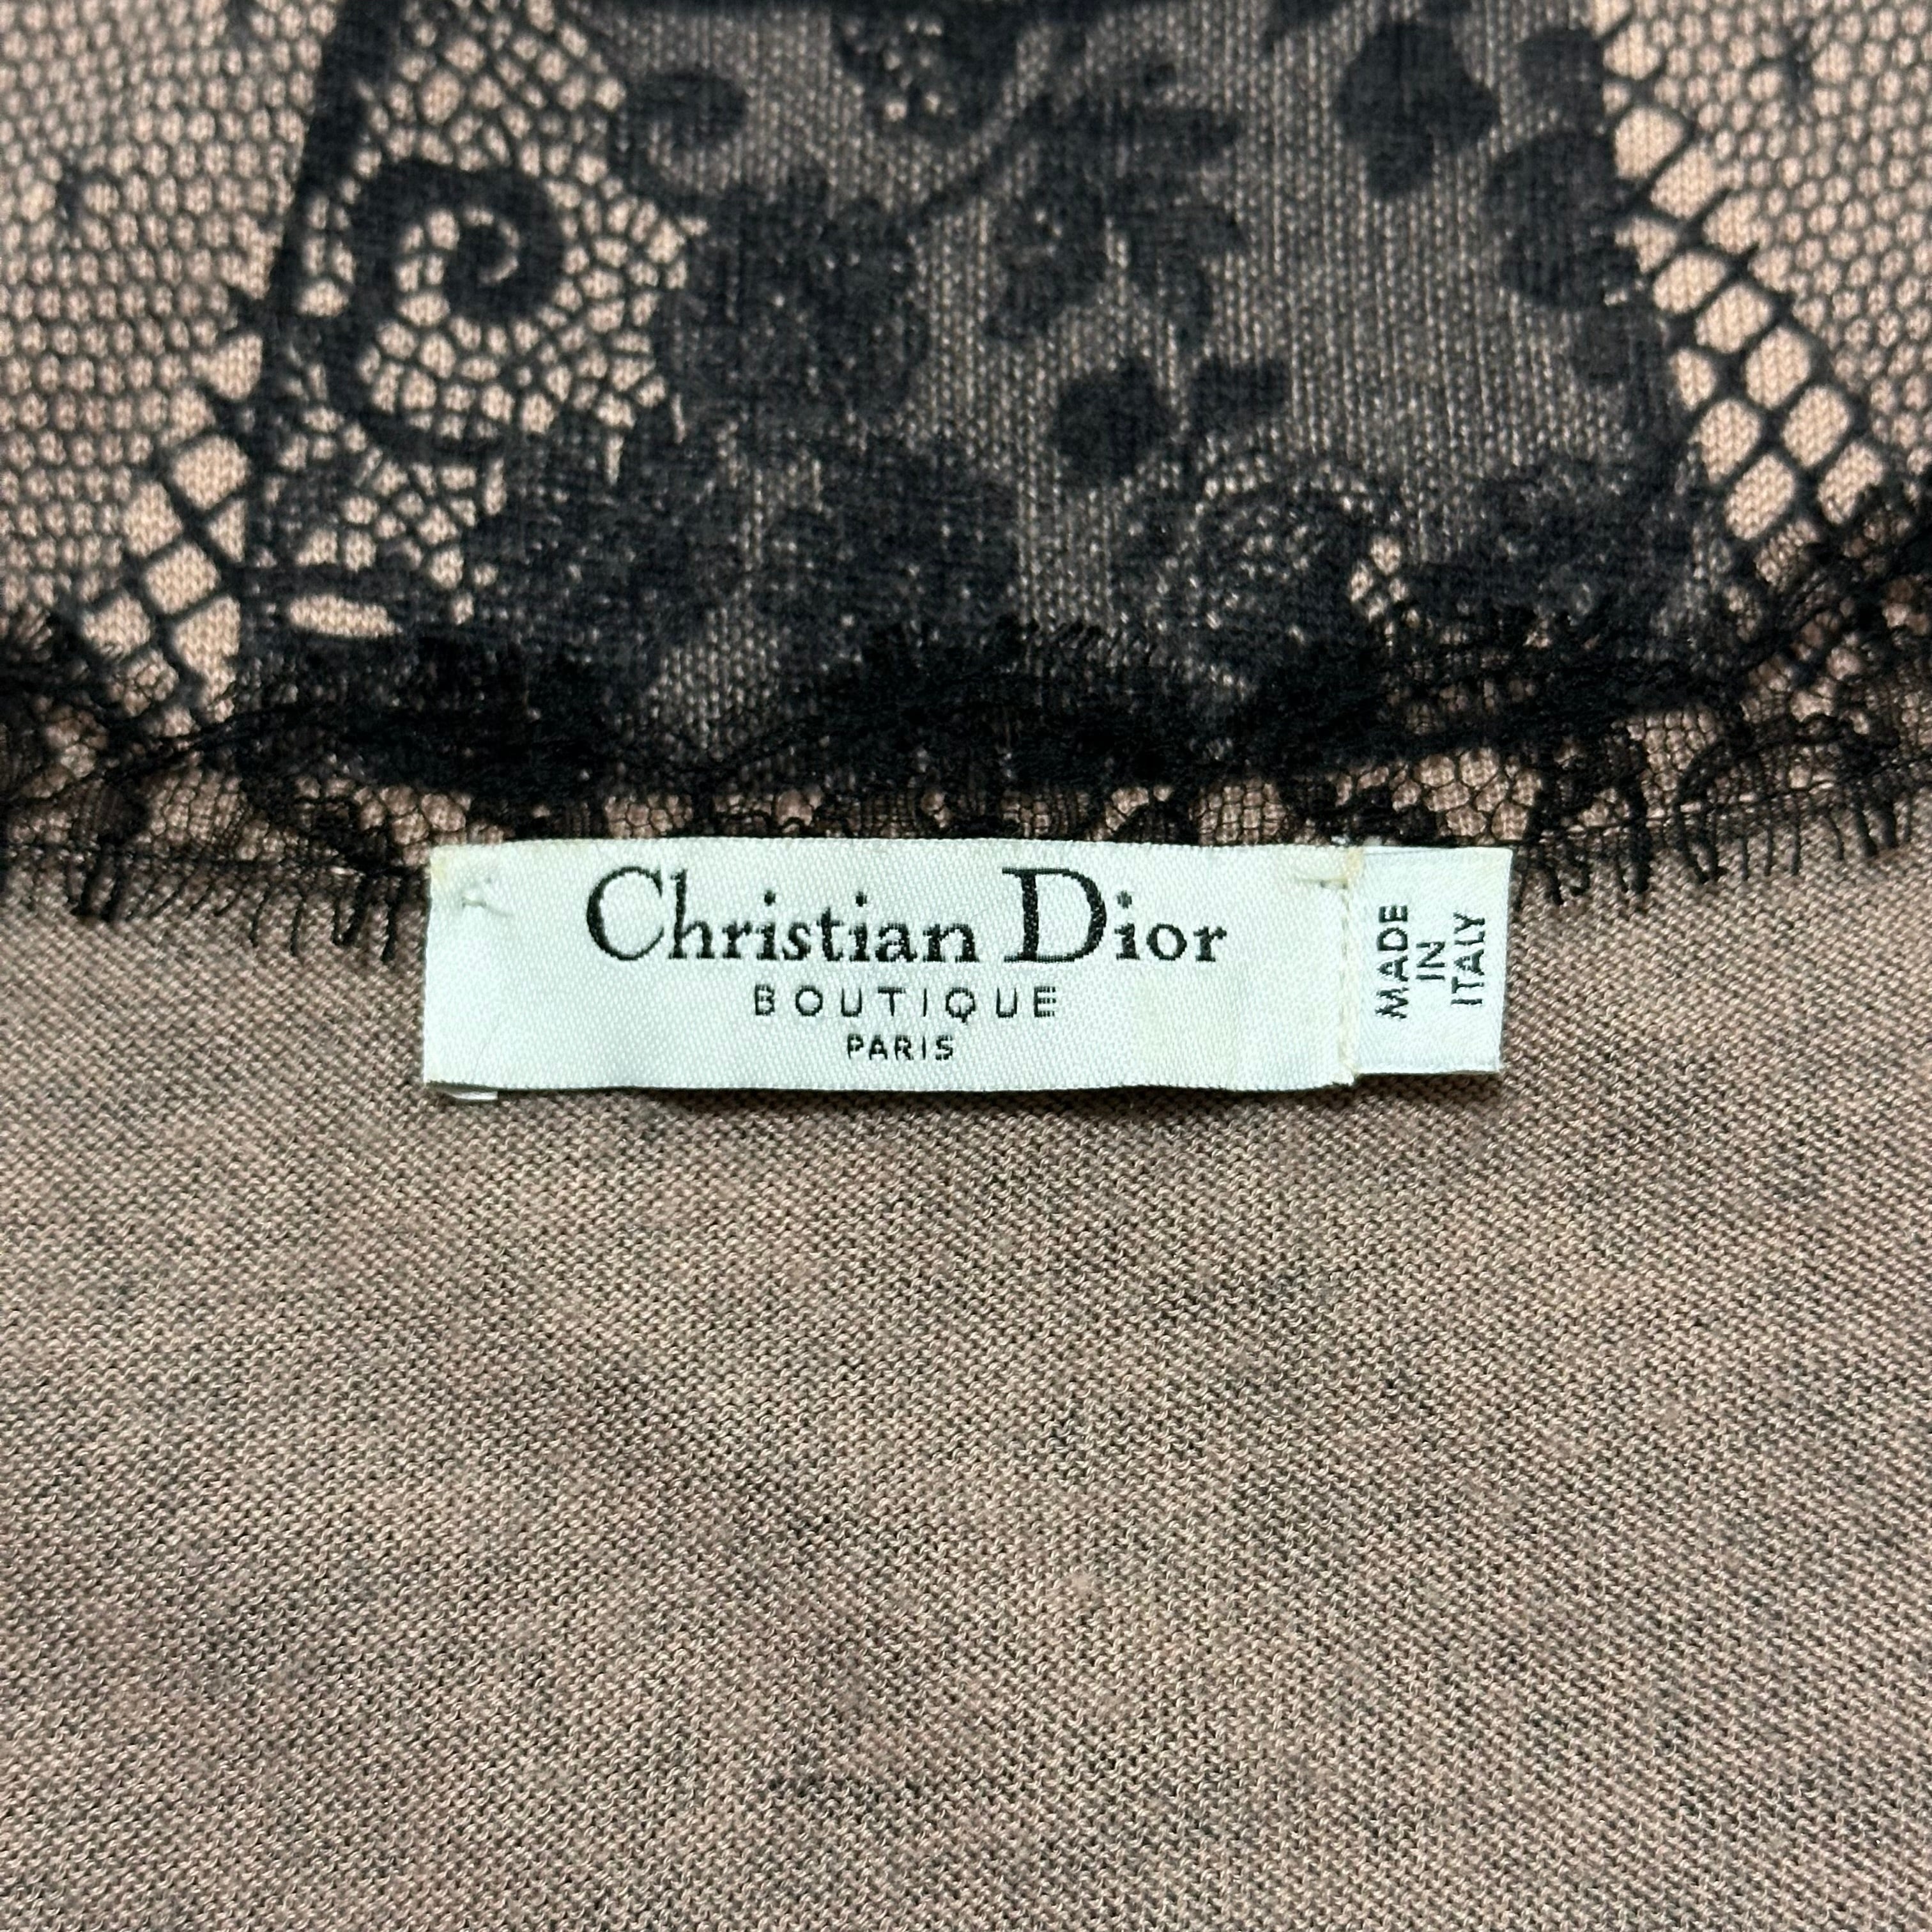 Christian Dior
BOUTIQUE
PARIS
MADE
IN
ITALY